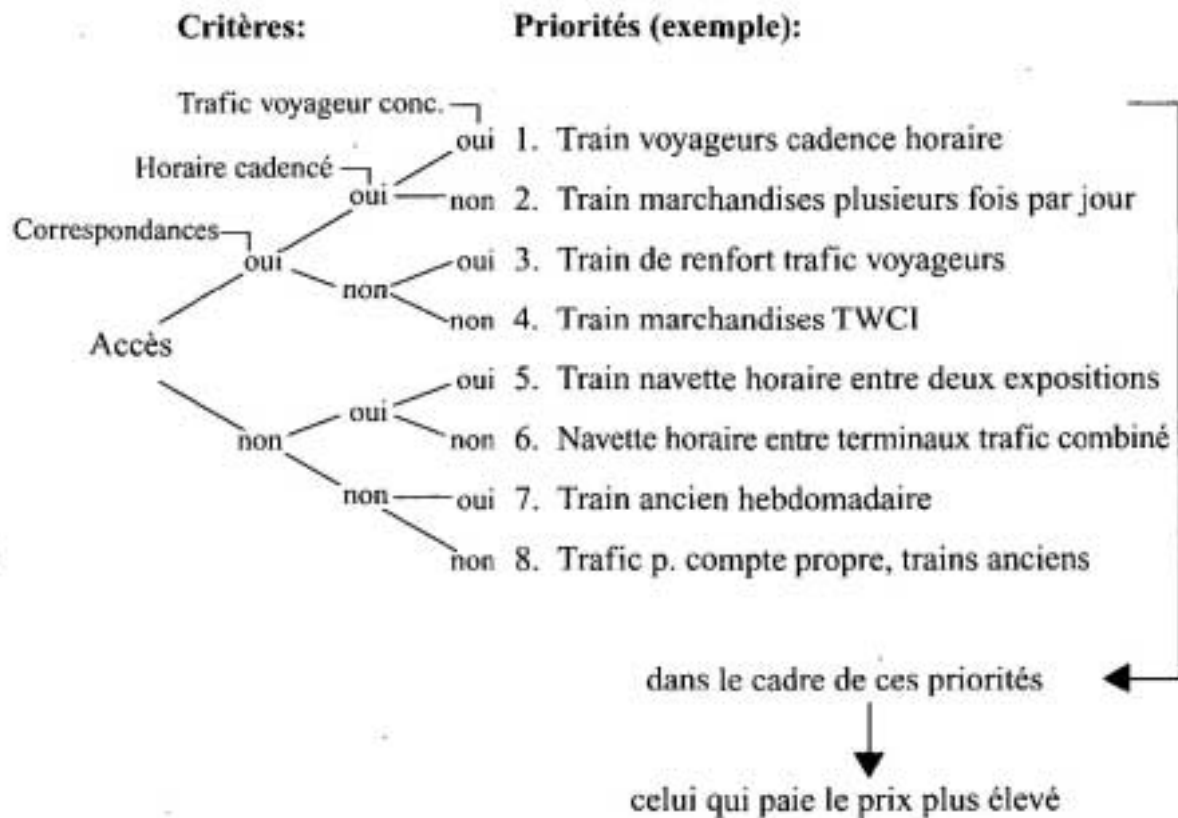 Critères: Priorités (exemple):
Trafic voyageur conc.
oui 1. Train voyageurs cadence horaire
Horaire cadencé
oui non 2. Train marchandises plusieurs fois par jour
Correspondances
oui oui 3. Train de renfort trafic voyageurs
non
non 4. Train marchandises TWCI
Accès
oui 5. Train navette horaire entre deux expositions
oui
non non 6. Navette horaire entre terminaux trafic combiné
non oui 7. Train ancien hebdomadaire
non 8. Trafic p. compte propre, trains anciens
dans le cadre de ces priorités
celui qui paie le prix plus élevé